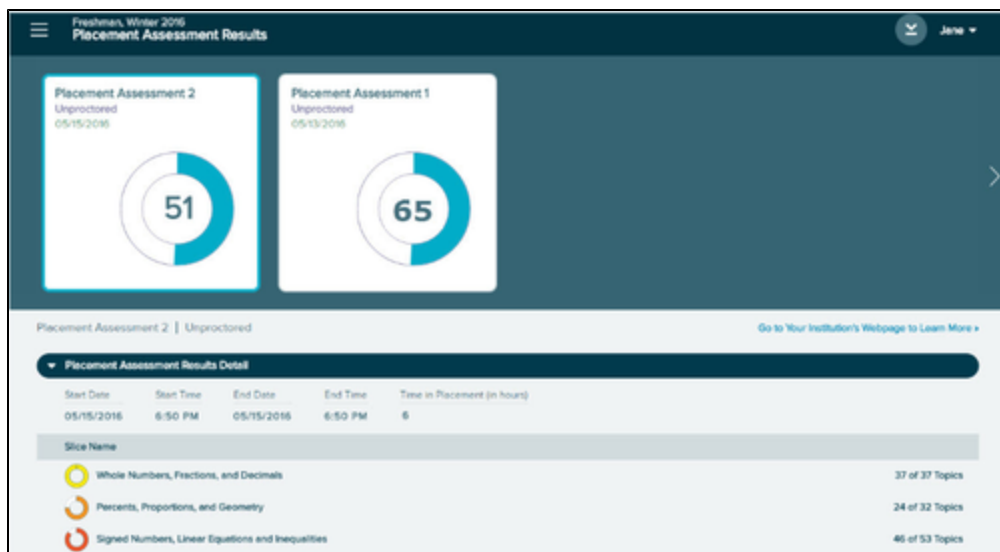 Freshman, Winter 2016
Placement Assessment Results
Jane
Placement Assessment 2
Unproctored
05/15/2016
51
Placement Assessment 1
Unproctored
05/13/2016
65
Placement Assessment 2 | Unproctored
Go to Your Institution's Webpage to Learn More »
Placement Assessment Results Detail
Start Date Start Time End Date End Time Time in Placement (in hours)
05/15/2016 6:50 PM 05/15/2016 6:50 PM 6
Slice Name
Whole Numbers, Fractions, and Decimals 37 of 37 Topics
Percents, Proportions, and Geometry 24 of 32 Topics
Signed Numbers, Linear Equations and Inequalities 46 of 53 Topics